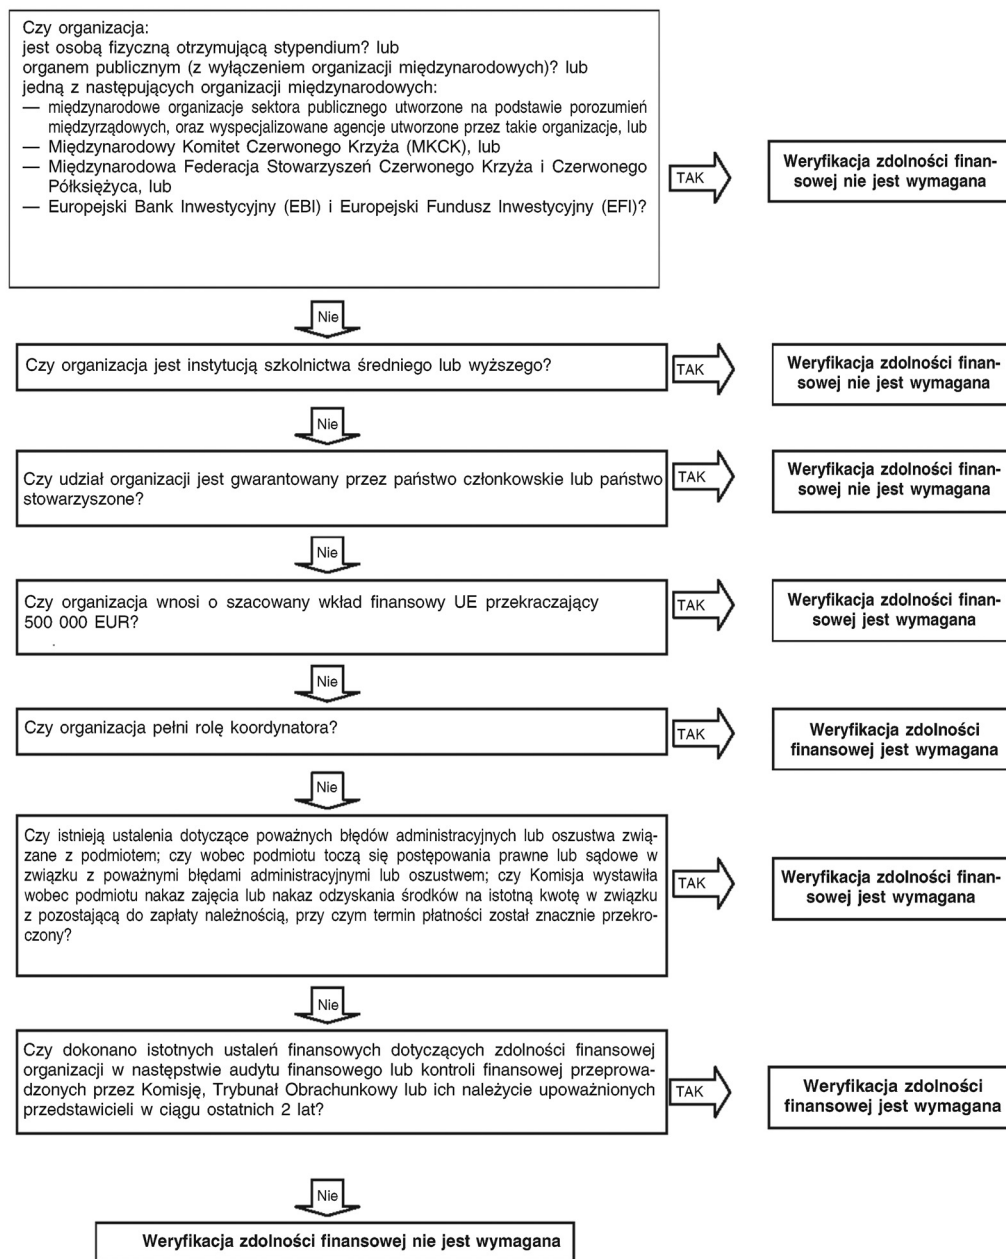 Czy organizacja:
jest osobą fizyczną otrzymującą stypendium? lub
organem publicznym (z wyłączeniem organizacji międzynarodowych)? lub
jedną z następujących organizacji międzynarodowych:
— międzynarodowe organizacje sektora publicznego utworzone na podstawie porozumień
międzyrządowych, oraz wyspecjalizowane agencje utworzone przez takie organizacje, lub
— Międzynarodowy Komitet Czerwonego Krzyża (MKCK), lub
— Międzynarodowa Federacja Stowarzyszeń Czerwonego Krzyża i Czerwonego
Półksiężyca, lub
— Europejski Bank Inwestycyjny (EBI) i Europejski Fundusz Inwestycyjny (EFI)?
TAK
Weryfikacja zdolności finan-
sowej nie jest wymagana
Nie
Czy organizacja jest instytucją szkolnictwa średniego lub wyższego?
TAK
Weryfikacja zdolności finan-
sowej nie jest wymagana
Nie
Czy udział organizacji jest gwarantowany przez państwo członkowskie lub państwo
stowarzyszone?
TAK
Weryfikacja zdolności finan-
sowej nie jest wymagana
Nie
Czy organizacja wnosi o szacowany wkład finansowy UE przekraczający
500 000 EUR?
TAK
Weryfikacja zdolności finan-
sowej jest wymagana
Nie
Czy organizacja pełni rolę koordynatora?
TAK
Weryfikacja zdolności
finansowej jest wymagana
Nie
Czy istnieją ustalenia dotyczące poważnych błędów administracyjnych lub oszustwa zwią-
zane z podmiotem; czy wobec podmiotu toczą się postępowania prawne lub sądowe w
związku z poważnymi błędami administracyjnymi lub oszustwem; czy Komisja wystawiła
wobec podmiotu nakaz zajęcia lub nakaz odzyskania środków na istotną kwotę w związku
z pozostającą do zapłaty należnością, przy czym termin płatności został znacznie przekro-
czony?
TAK
Weryfikacja zdolności finan-
sowej jest wymagana
Nie
Czy dokonano istotnych ustaleń finansowych dotyczących zdolności finansowej
organizacji w następstwie audytu finansowego lub kontroli finansowej przeprowa-
dzonych przez Komisję, Trybunał Obrachunkowy lub ich należycie upoważnionych
przedstawicieli w ciągu ostatnich 2 lat?
TAK
Weryfikacja zdolności
finansowej jest wymagana
Nie
Weryfikacja zdolności finansowej nie jest wymagana